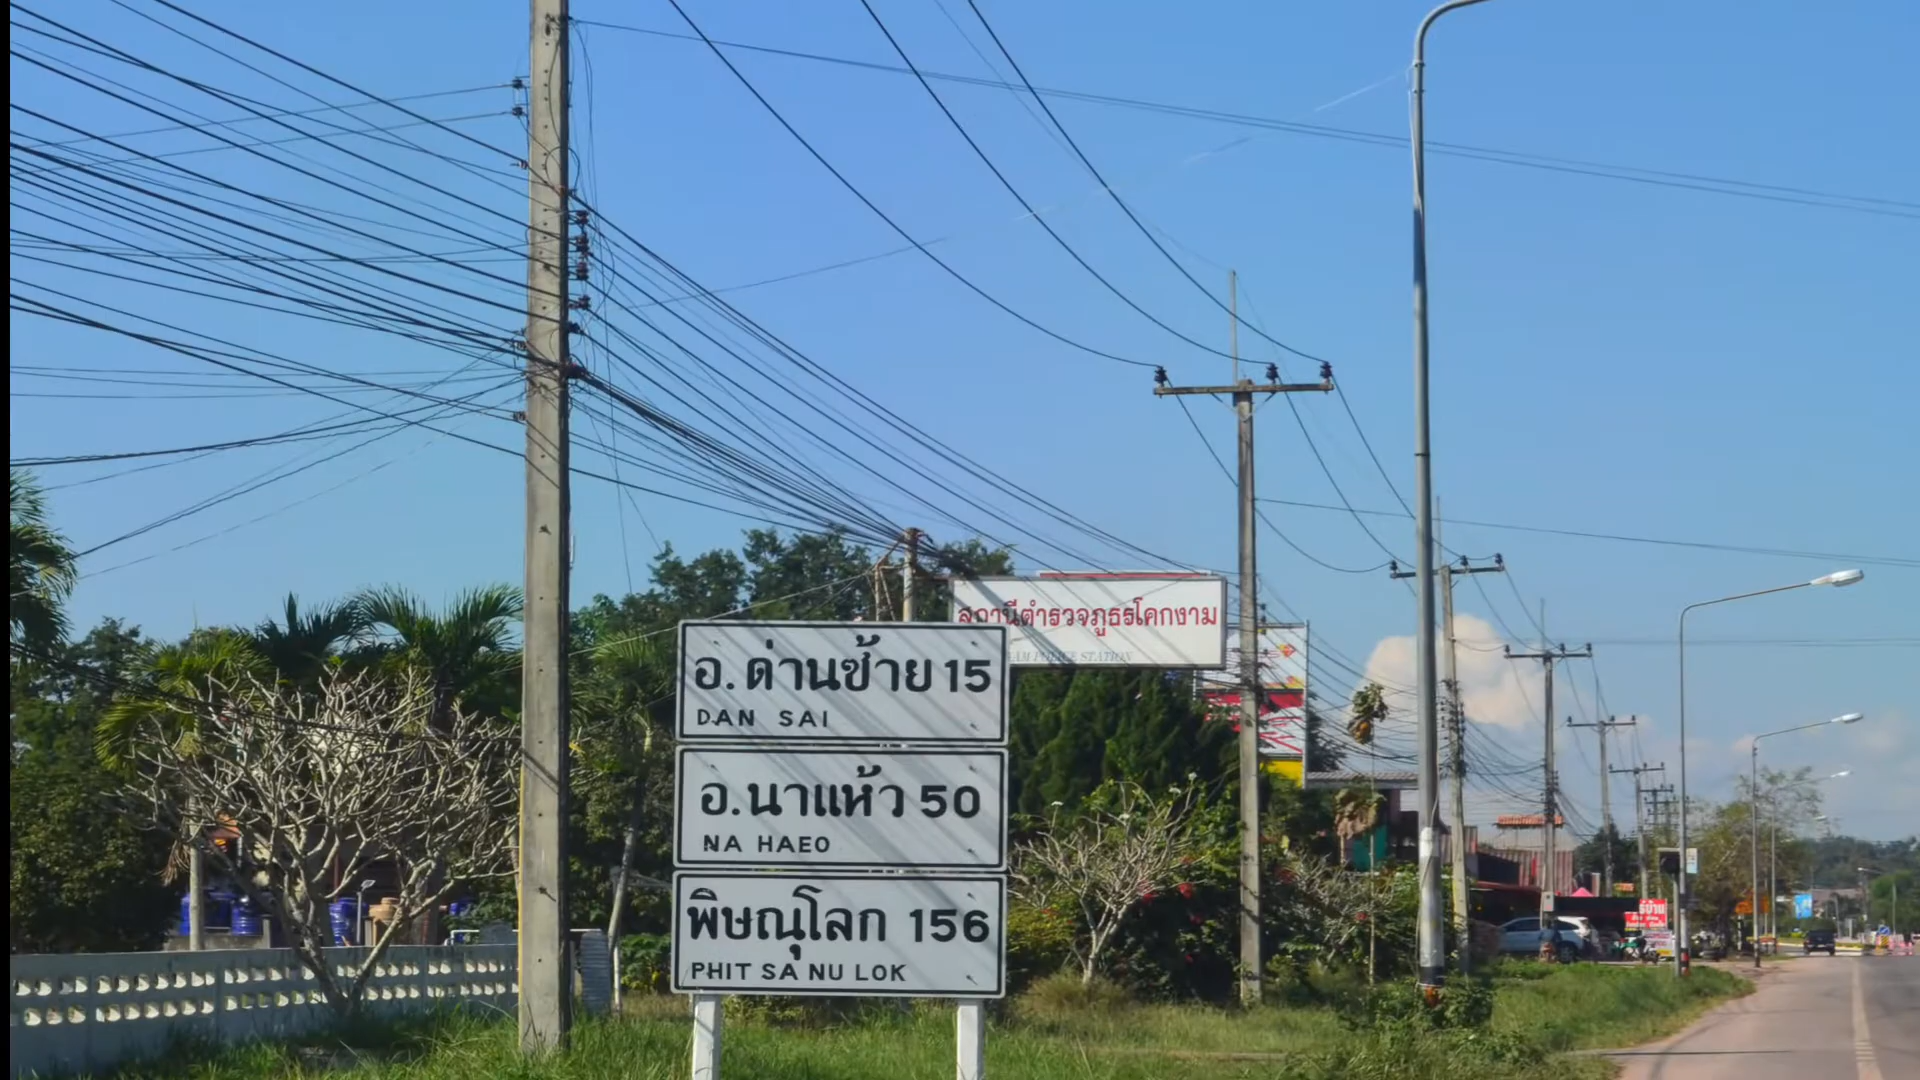 สถานีตำรวจภูธรโคกงาม
POLICE STATION
อ. ด่านซ้าย 15
DAN SAI
อ.นาแห้ว 50
NA HAEO
พิษณุโลก 156
PHIT SA NU LOK